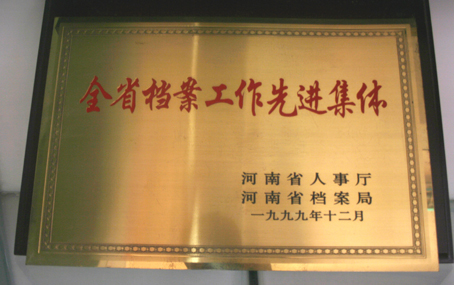 全省档案工作先进集体
河南省人事厅
河南省档案局
一九九九年十二月